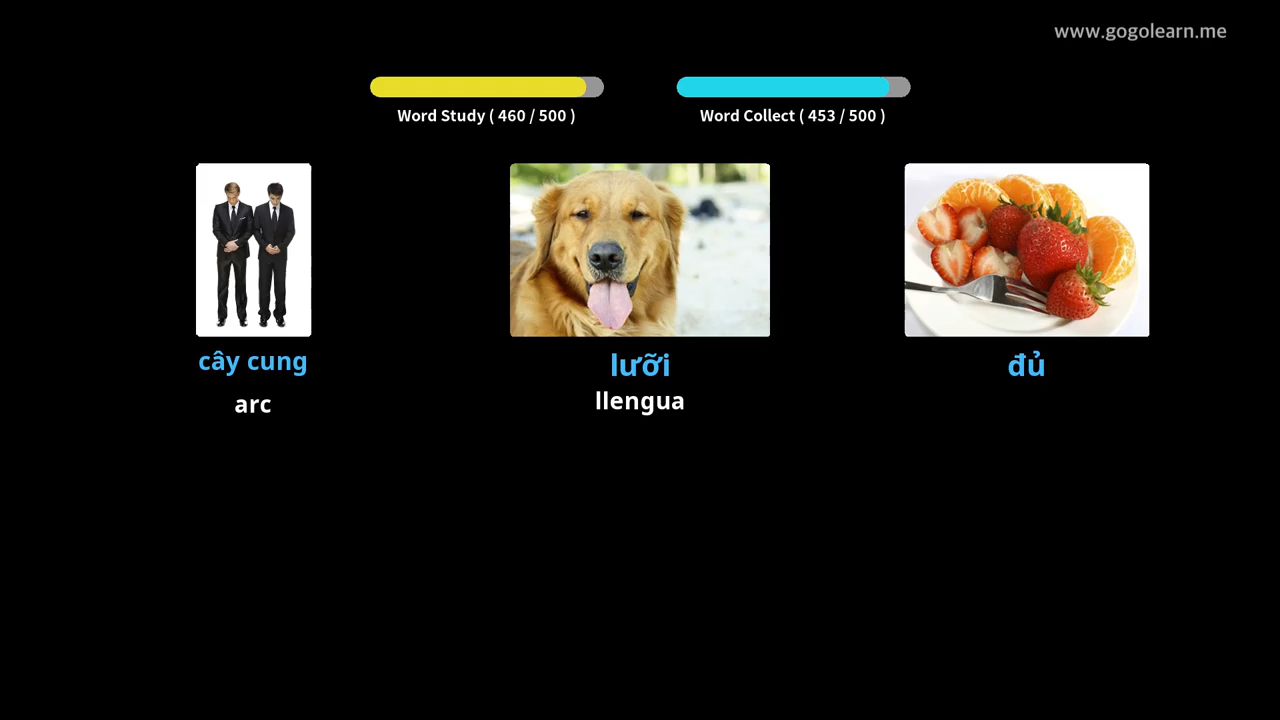 www.gogolearn.me
Word Study ( 460 / 500 )
Word Collect ( 453 / 500 )
cây cung
arc
lưỡi
llengua
đủ